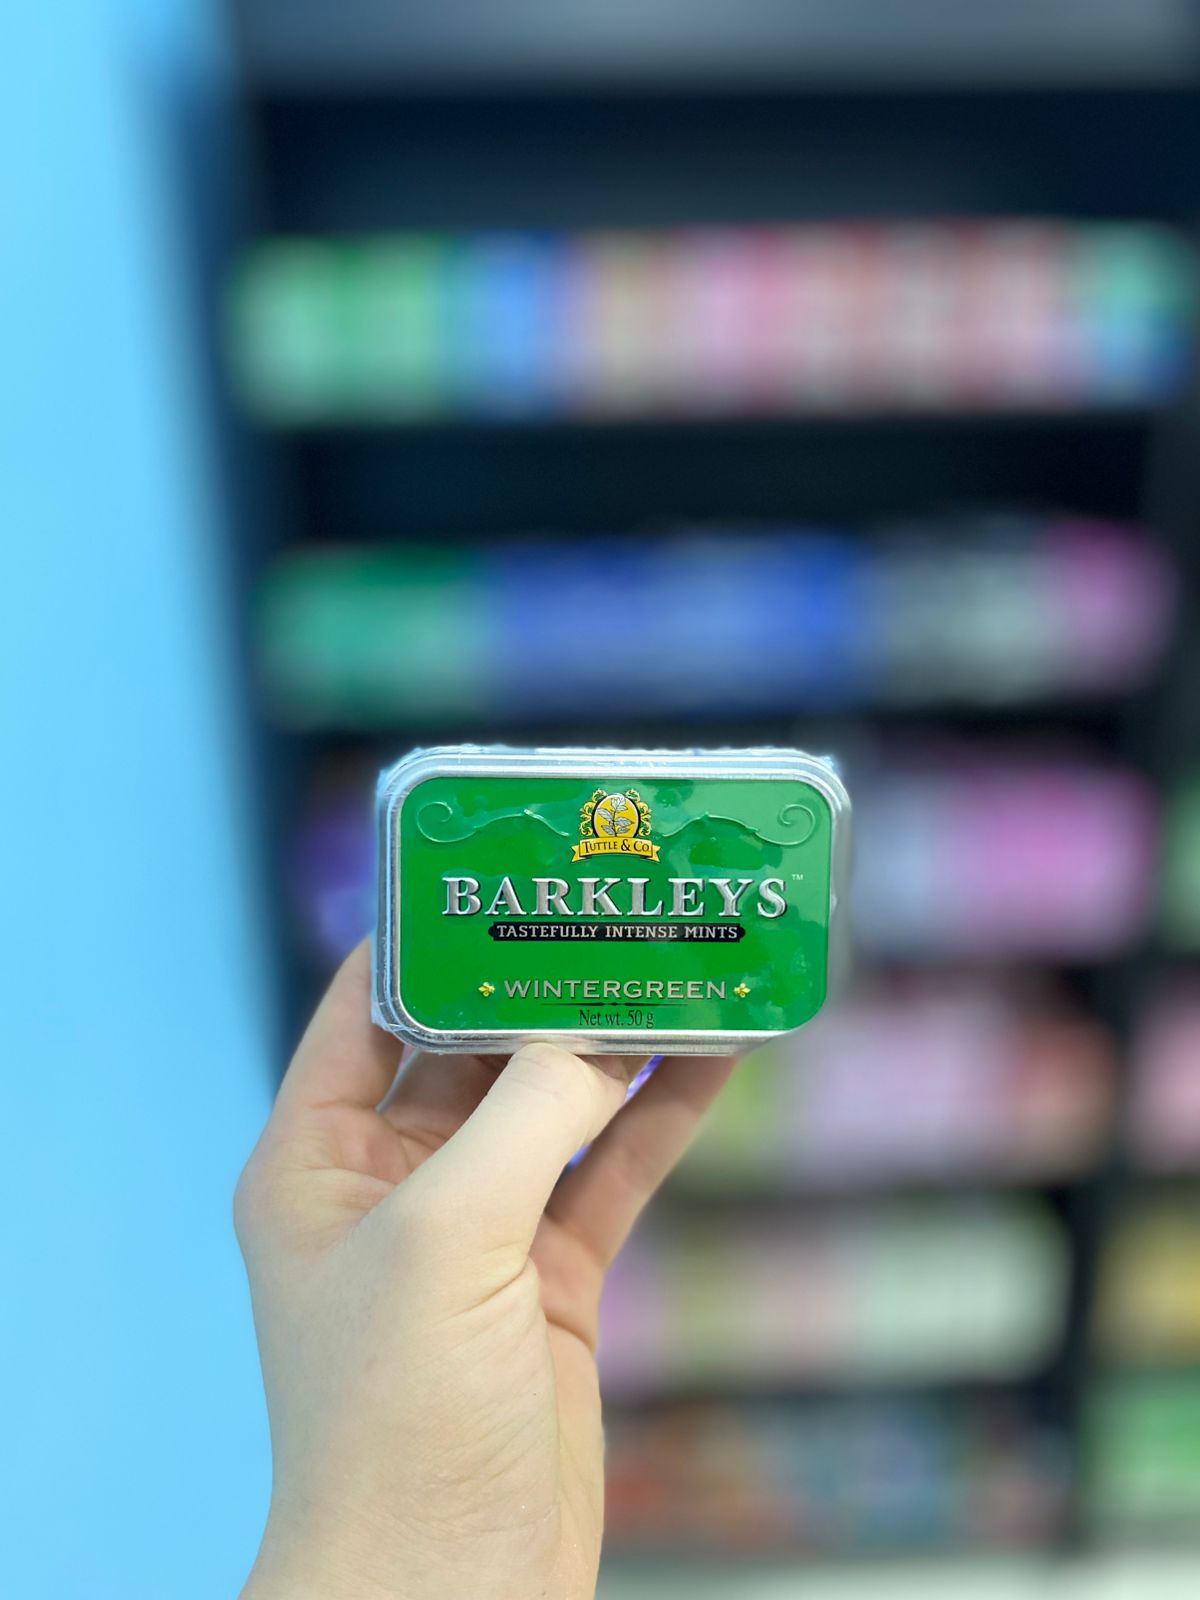 TUTTLE & CO.
BARKLEYS™
TASTEFULLY INTENSE MINTS
WINTERGREEN
Net wt. 50 g